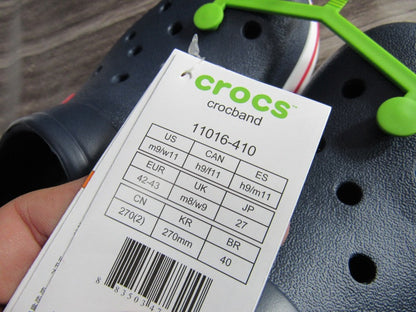 crocs™
crocband
11016-410
US CAN ES
m9/w11 h9/f11 h9/m11
EUR UK JP
42-43 m8/w9 27
CN KR BR
270(2) 270mm 40